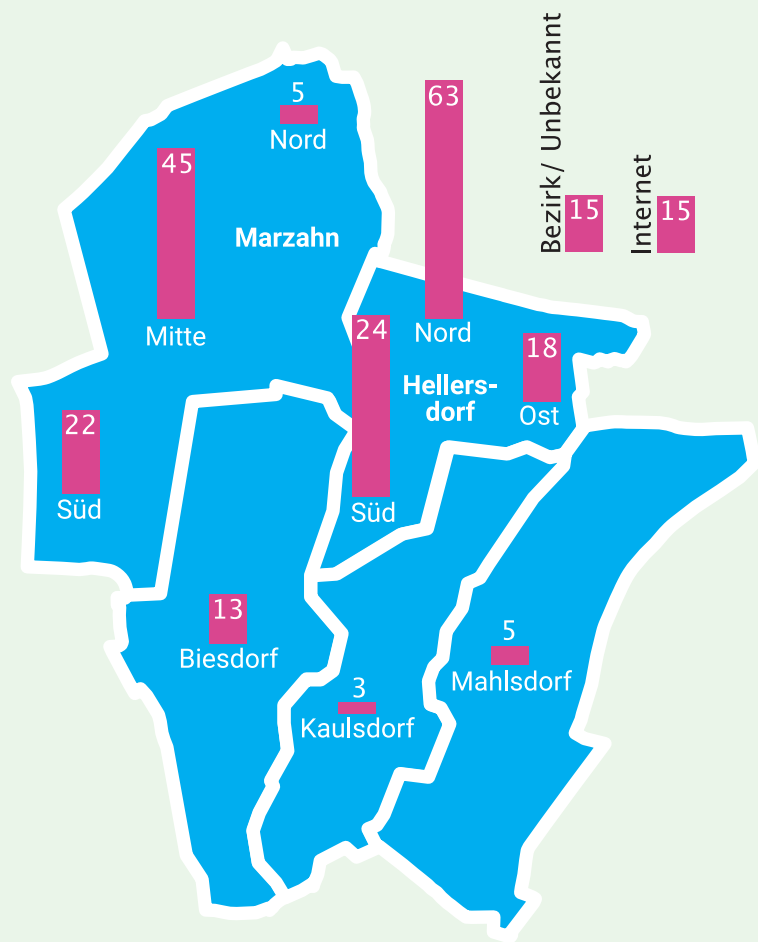 5
Nord
45
Mitte
Marzahn
22
Süd
63
Nord
24
Süd
Hellers-
dorf
18
Ost
Bezirk/ Unbekannt
15
Internet
15
13
Biesdorf
3
Kaulsdorf
5
Mahlsdorf